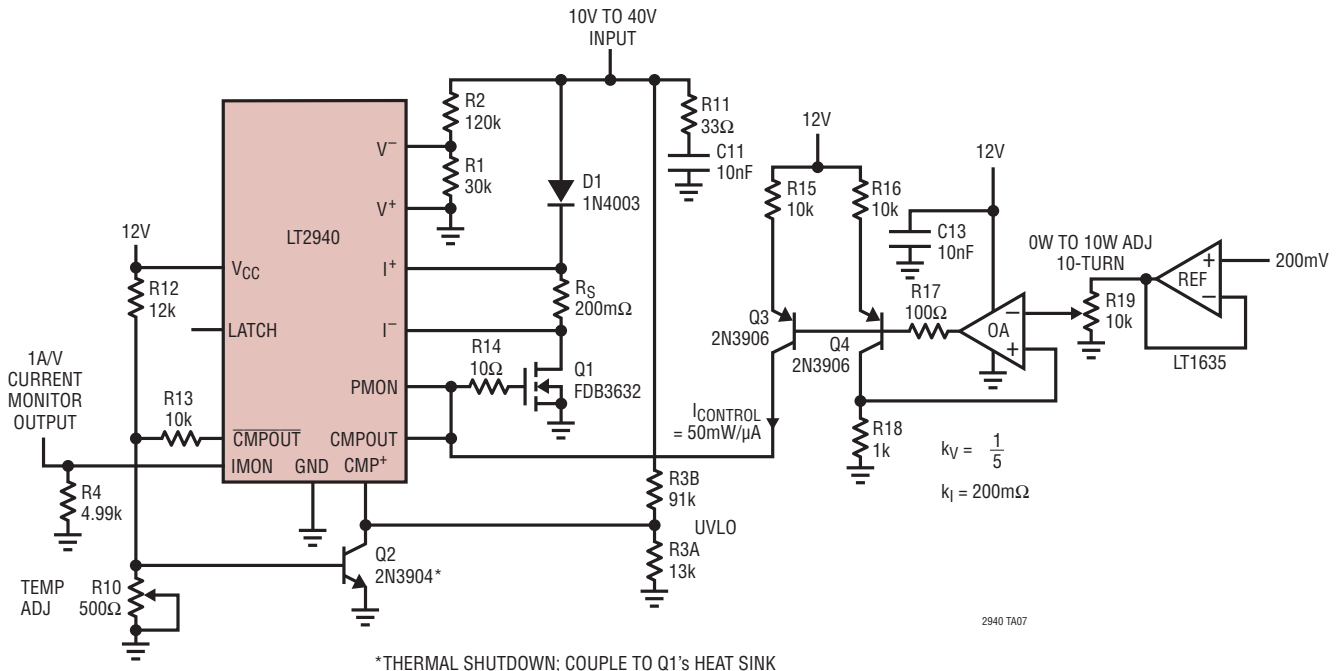 10V TO 40V
INPUT
R2
120k
R1
30k
V–
V+
D1
1N4003
R11
33Ω
C11
10nF
12V
R15
10k
R16
10k
12V
C13
10nF
0W TO 10W ADJ
10-TURN
R19
10k
REF
+
–
200mV
LT1635
LT2940
12V
VCC
R12
12k
LATCH
I+
RS
200mΩ
I–
1A/V
CURRENT
MONITOR
OUTPUT
R13
10k
R14
10Ω
Q1
FDB3632
PMON
CMPOUT
CMPOUT
IMON
GND
CMP+
Q3
2N3906
Q4
2N3906
R17
100Ω
OA
–
+
ICONTROL
= 50mW/µA
R18
1k
kV = 1/5
kI = 200mΩ
R4
4.99k
R3B
91k
UVLO
R3A
13k
Q2
2N3904*
TEMP
ADJ
R10
500Ω
2940 TA07
*THERMAL SHUTDOWN; COUPLE TO Q1's HEAT SINK